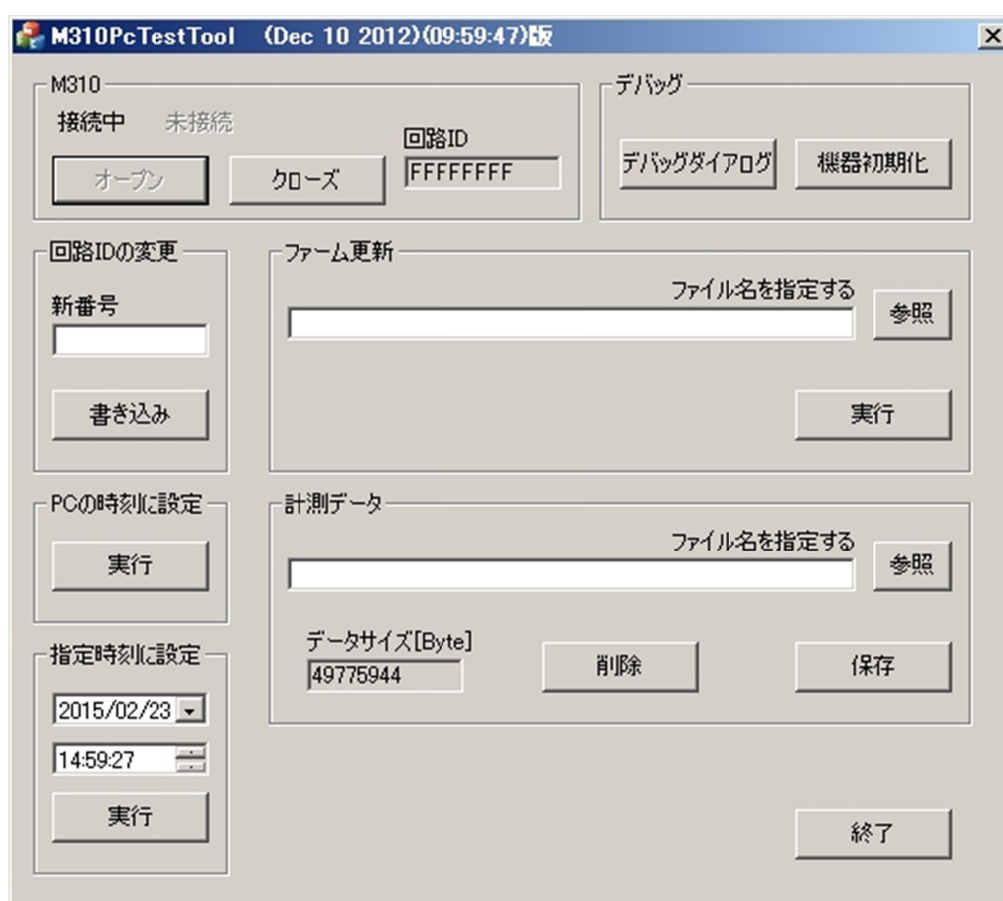 M310PcTestTool (Dec 10 2012)(09:59:47)版
M310
接続中 未接続
オープン
クローズ
回路ID
FFFFFFFF
デバッグ
デバッグダイアログ
機器初期化
回路IDの変更
新番号
書き込み
ファーム更新
ファイル名を指定する
参照
実行
PCの時刻に設定
実行
計測データ
ファイル名を指定する
参照
データサイズ[Byte]
49775944
削除
保存
指定時刻に設定
2015/02/23
14:59:27
実行
終了